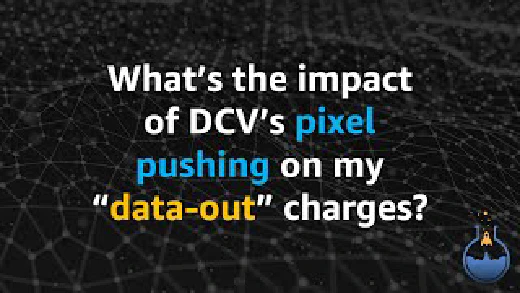 What’s the impact
of DCV’s pixel
pushing on my
“data-out” charges?